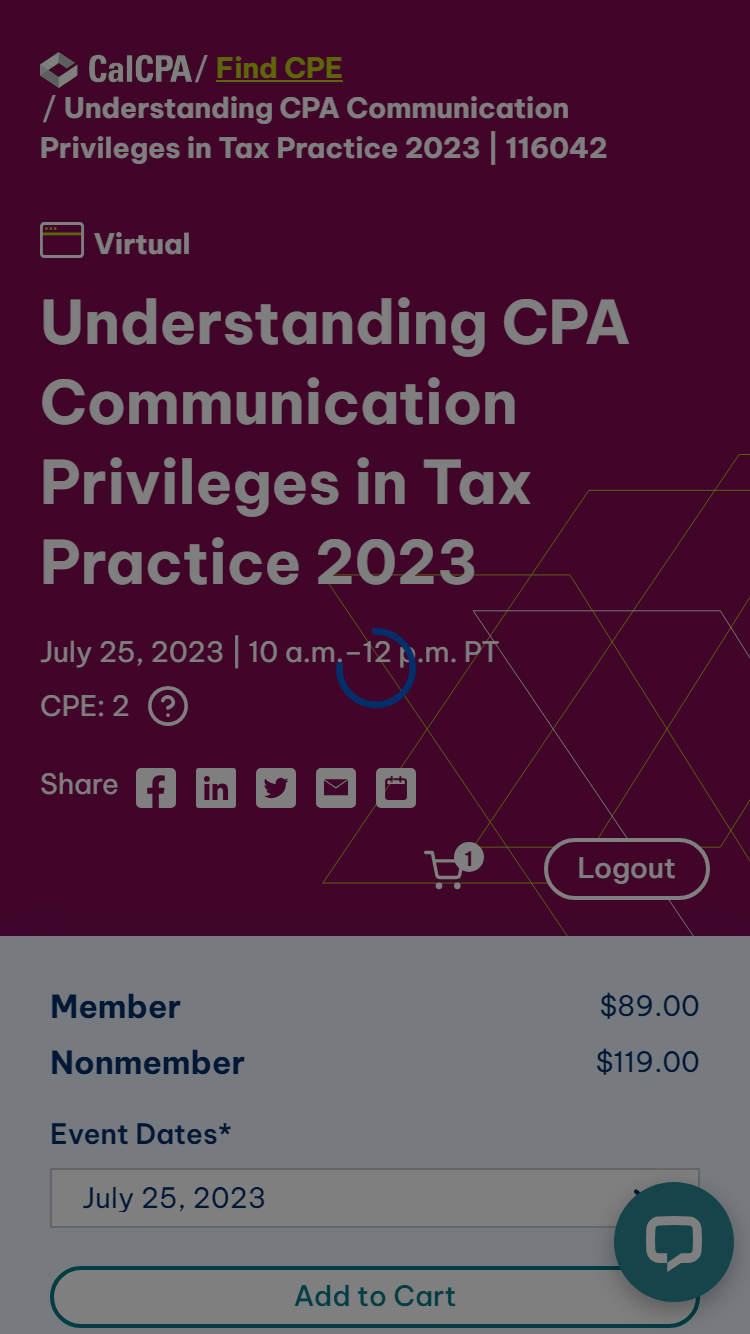 CalCPA / Find CPE
/ Understanding CPA Communication
Privileges in Tax Practice 2023 | 116042
Virtual
Understanding CPA
Communication
Privileges in Tax
Practice 2023
July 25, 2023 | 10 a.m.–12 p.m. PT
CPE: 2 ?
Share
1
Logout
Member $89.00
Nonmember $119.00
Event Dates*
July 25, 2023
Add to Cart